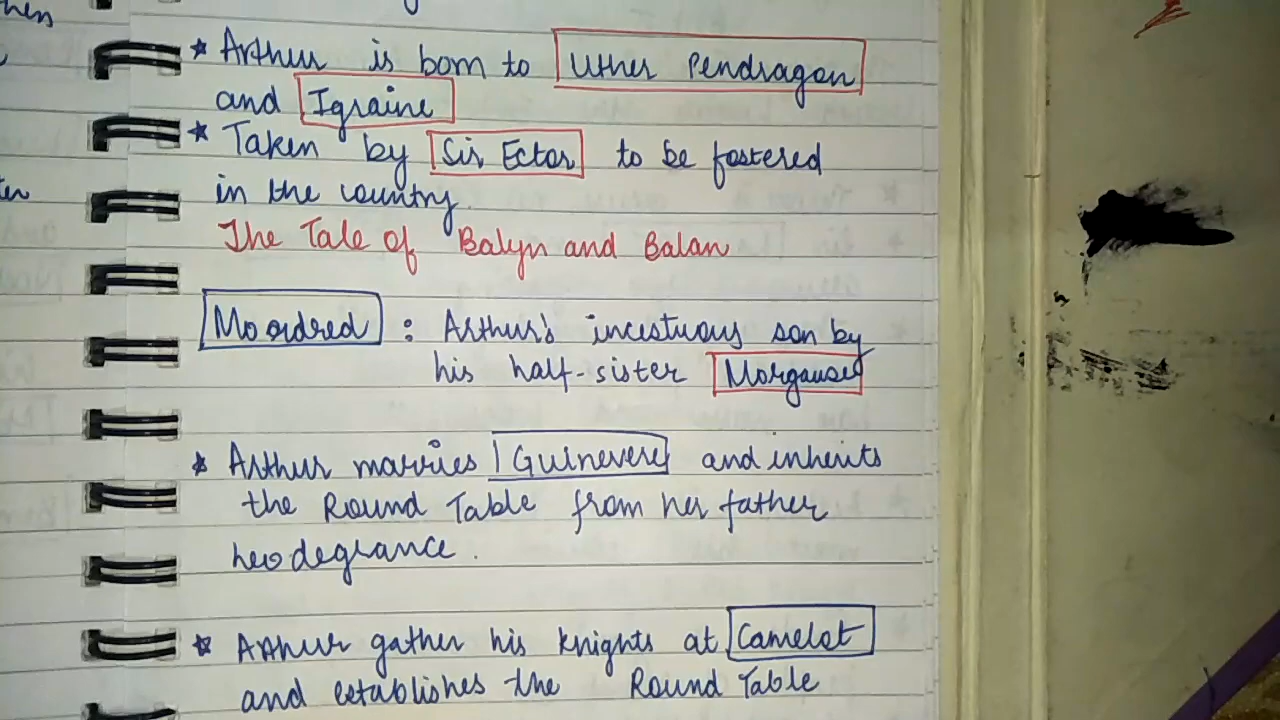 * Arthur is born to Uther Pendragon
and Igraine
* Taken by Sir Ector to be fostered
in the country
The Tale of Balyn and Balan
Moordred : Arthur's incestuous son by
his half-sister Morgause
* Arthur marries Guinevere and inherits
the Round Table from her father
Leodegrance.
* Arthur gather his knights at Camelot
and establishes the Round Table